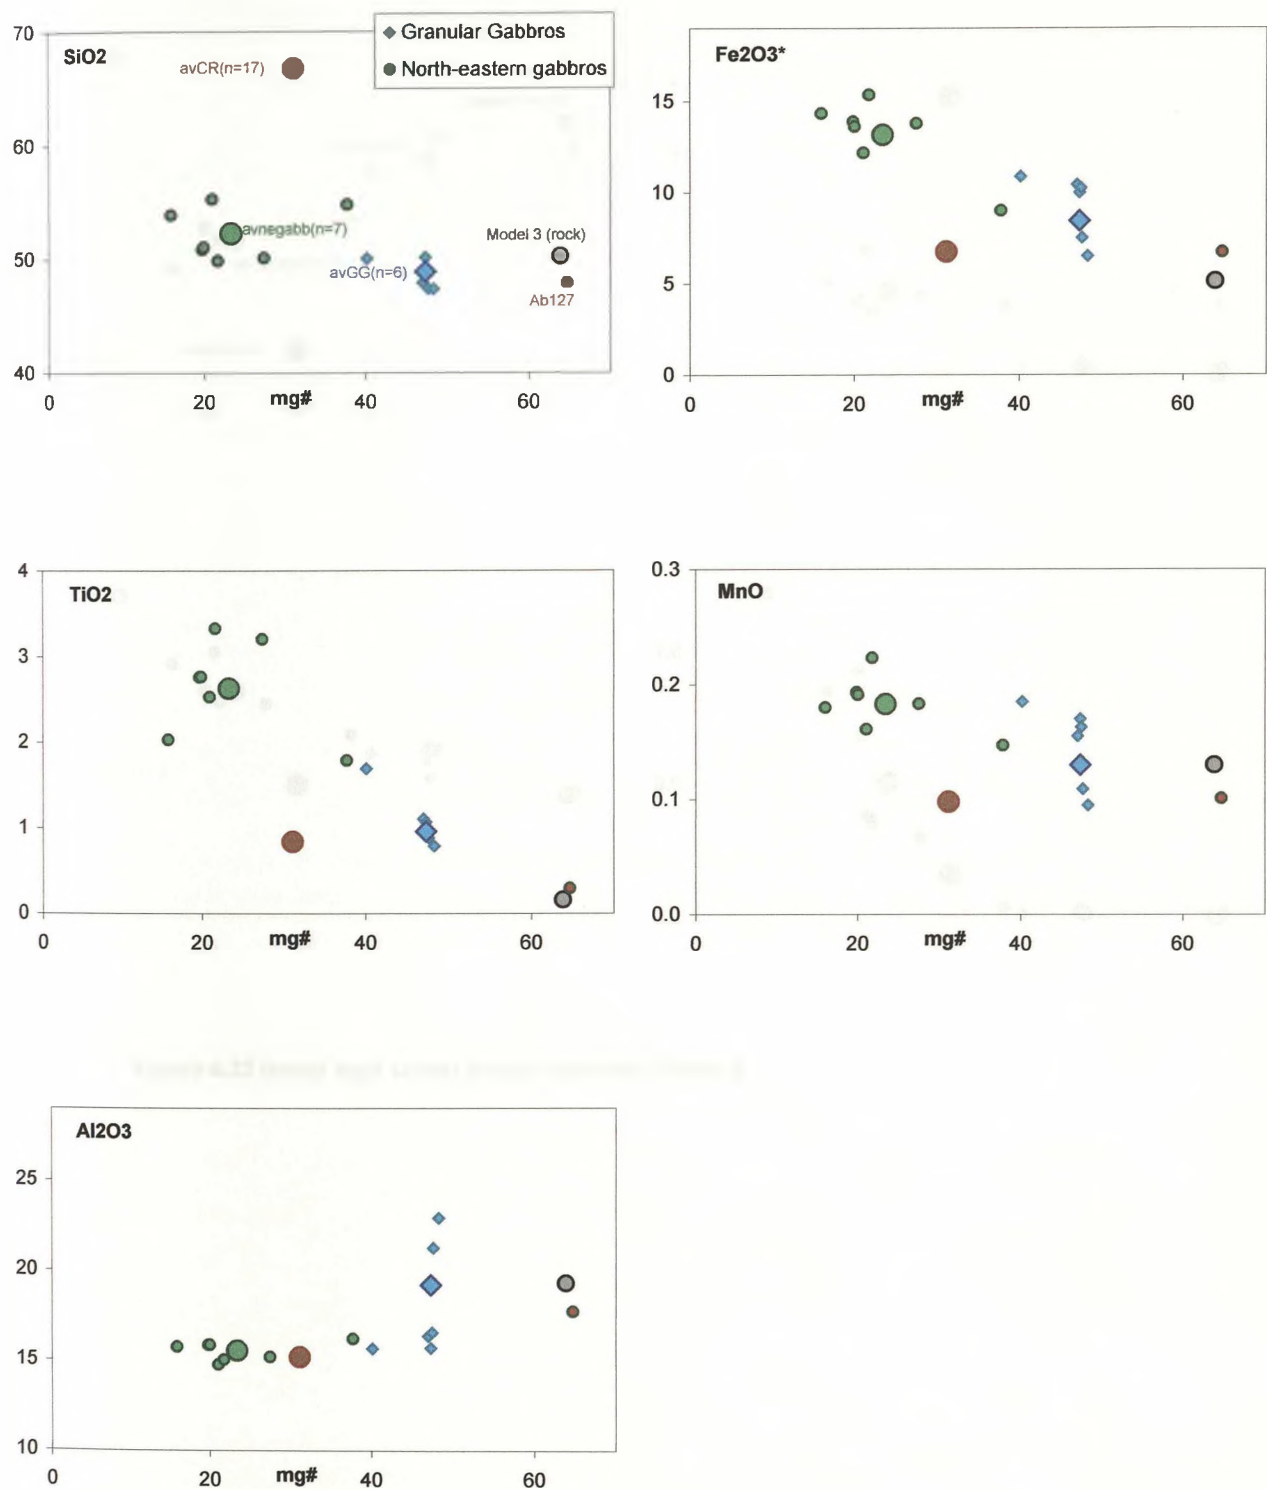 70
SiO2
avCR(n=17)
Granular Gabbros
North-eastern gabbros
60
avnegabb(n=7)
50
avGG(n=6)
Model 3 (rock)
Ab127
40
0
20
mg#
40
60
Fe2O3*
15
10
5
0
0
20
mg#
40
60
4
TiO2
3
2
1
0
0
20
mg#
40
60
0.3
MnO
0.2
0.1
0.0
0
20
mg#
40
60
Al2O3
25
20
15
10
0
20
mg#
40
60